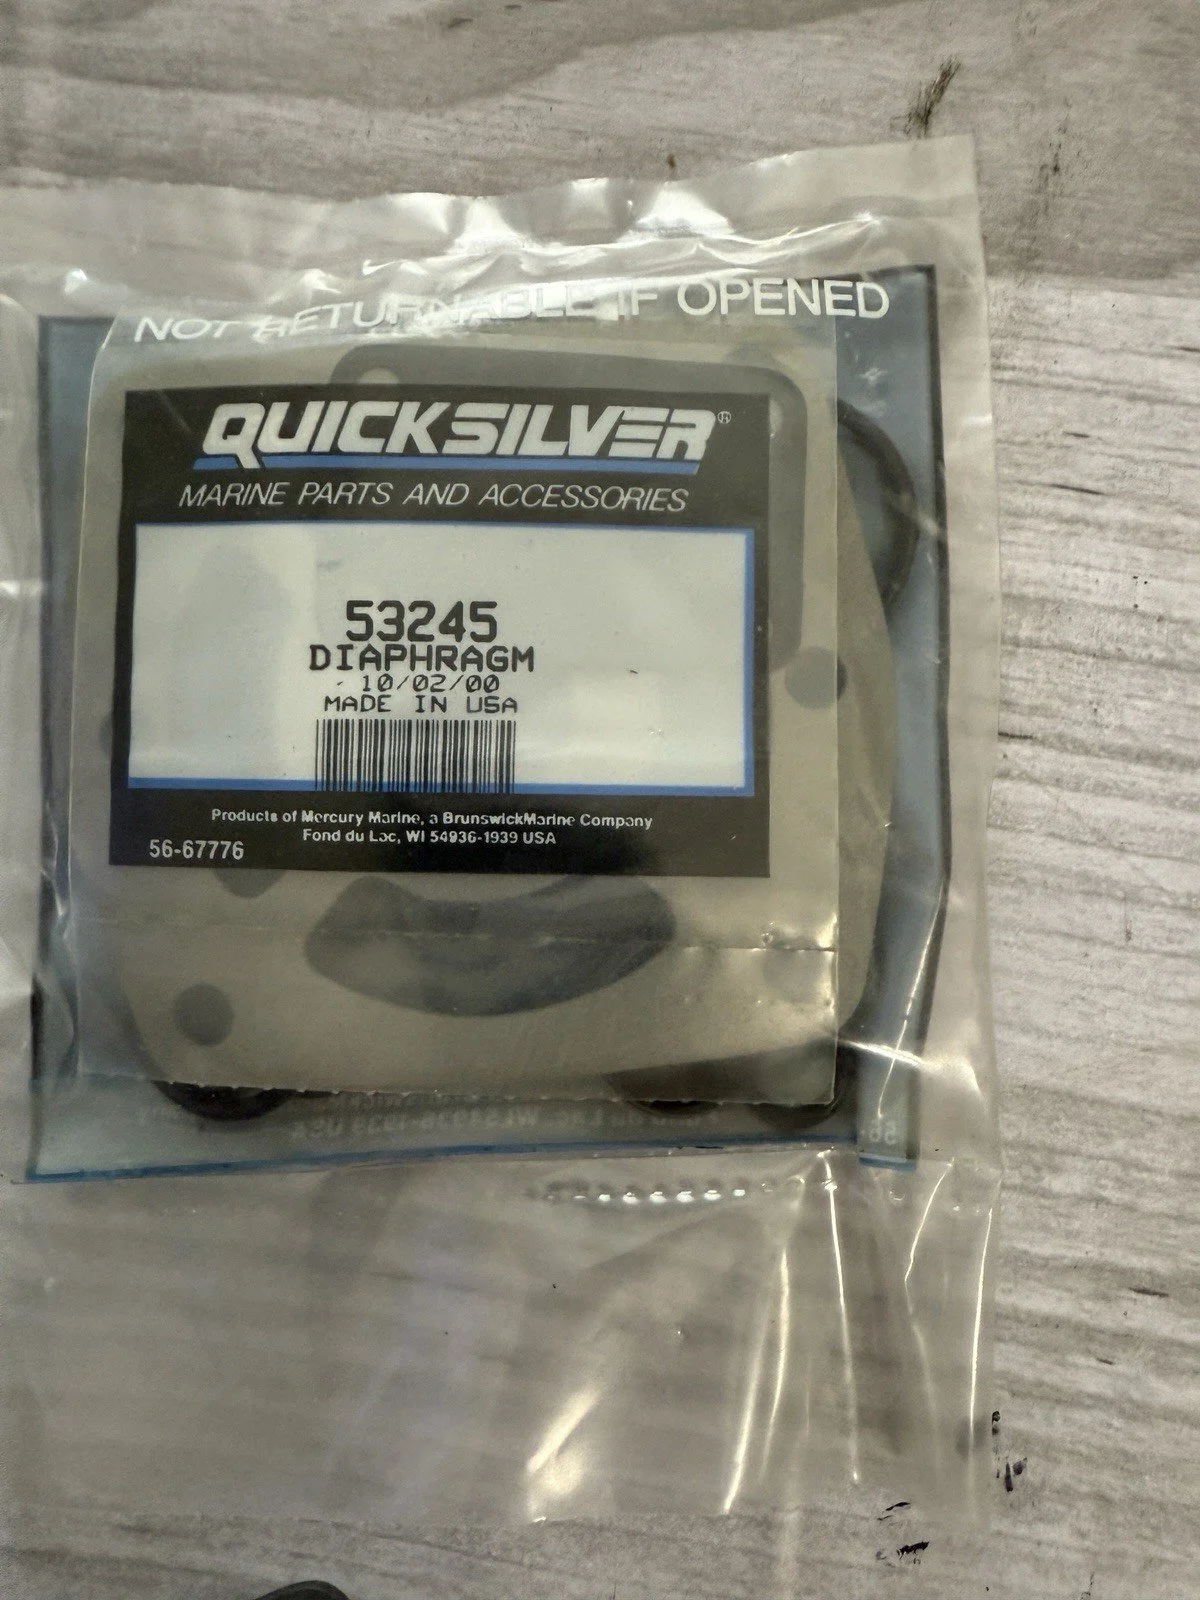 NOT RETURNABLE IF OPENED
QUICKSILVER®
MARINE PARTS AND ACCESSORIES
53245
DIAPHRAGM
10/02/00
MADE IN USA
Products of Mercury Marine, a BrunswickMarine Company
Fond du Lac, WI 54936-1939 USA
56-67776